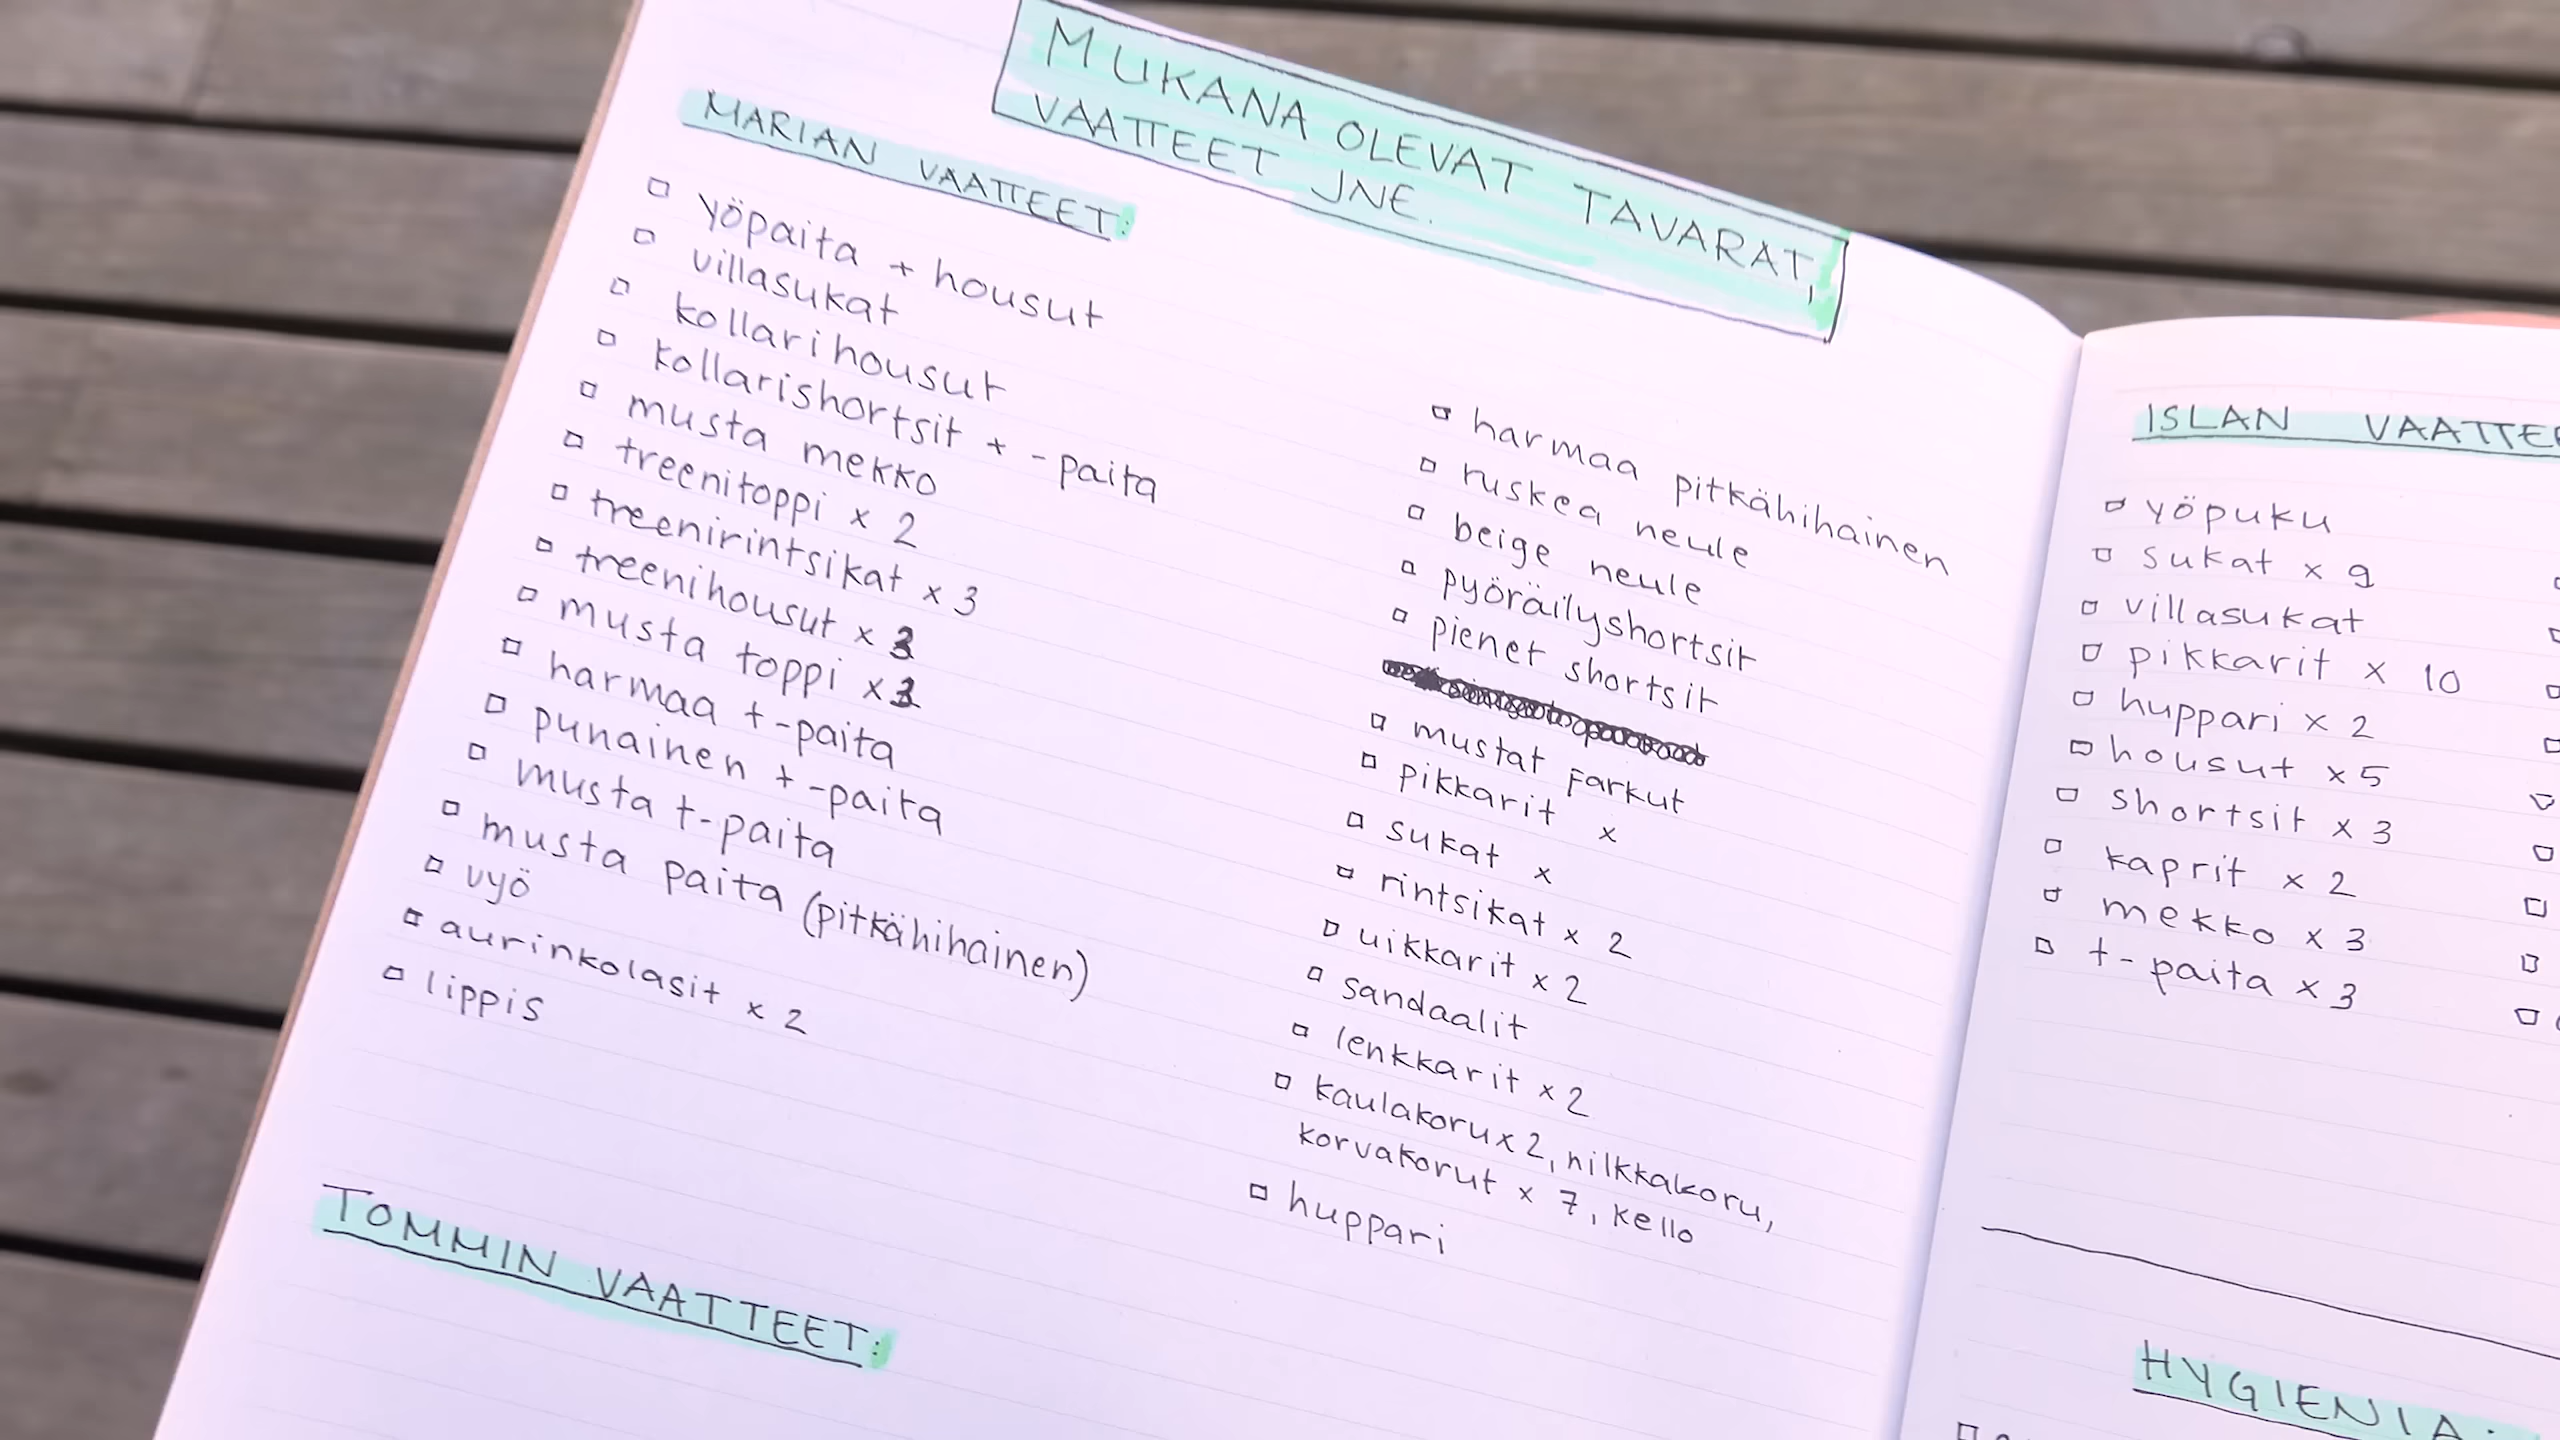 MUKANA OLEVAT TAVARAT,
VAATTEET JNE.
MARIAN VAATTEET:
yöpaita + housut
villasukat
kollarihousut
kollarishortsit + -paita
musta mekko
treenitoppi x 2
treenirintsikat x 3
treenihousut x 3
musta toppi x
harmaa t-paita
punainen t-paita
musta t-paita
musta paita (pitkähihainen)
vyö
aurinkolasit x 2
lippis
harmaa pitkähihainen
ruskea neule
beige neule
pyöräilyshortsit
pienet shortsit
mustat farkut
pikkarit x
sukat x
rintsikat x 2
uikkarit x 2
sandaalit
lenkkarit x 2
kaulakoru x 2, nilkkakoru,
korvakorut x 7, kello
huppari
TOMMIN VAATTEET:
ISLAN
yöpuku
sukat x 9
villasukat
pikkarit x 10
huppari x 2
housut x 5
shortsit x 3
kaprit x 2
mekko x 3
t-paita x 3
HYGIENIA: